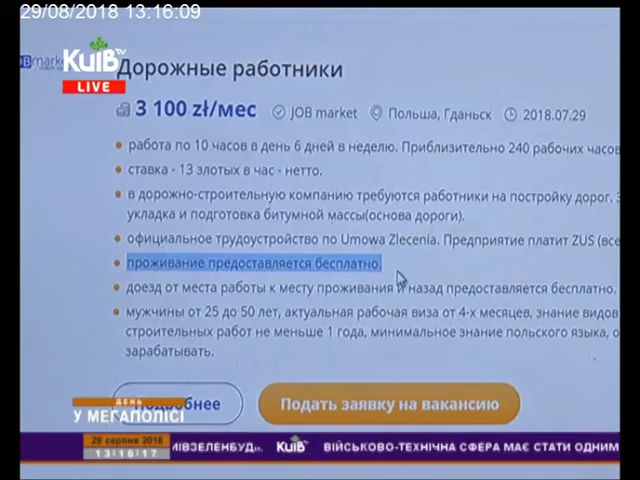 29/08/2018 13:16:09
market
КиїВ TV
LIVE
Дорожные работники
3 100 zł/мес JOB market Польша, Гданьск 2018.07.29
работа по 10 часов в день 6 дней в неделю. Приблизительно 240 рабочих часов
ставка - 13 злотых в час - нетто.
в дорожно-строительную компанию требуются работники на постройку дорог. З
укладка и подготовка битумной массы(основа дороги).
официальное трудоустройство по Umowa Zlecenia. Предприятие платит ZUS (все
проживание предоставляется бесплатно.
доезд от места работы к месту проживания и назад предоставляется бесплатно.
мужчины от 25 до 50 лет, актуальная рабочая виза от 4-х месяцев, знание видов
строительных работ не меньше 1 года, минимальное знание польского языка, о
зарабатывать.
Подробнее Подать заявку на вакансию
ДЕНЬ
У МЕГАПОЛІСІ
29 серпня 2018
13:16:17
ИЇВЗЕЛЕНБУД». КиїВ ВІЙСЬКОВО-ТЕХНІЧНА СФЕРА МАЄ СТАТИ ОДНИМ